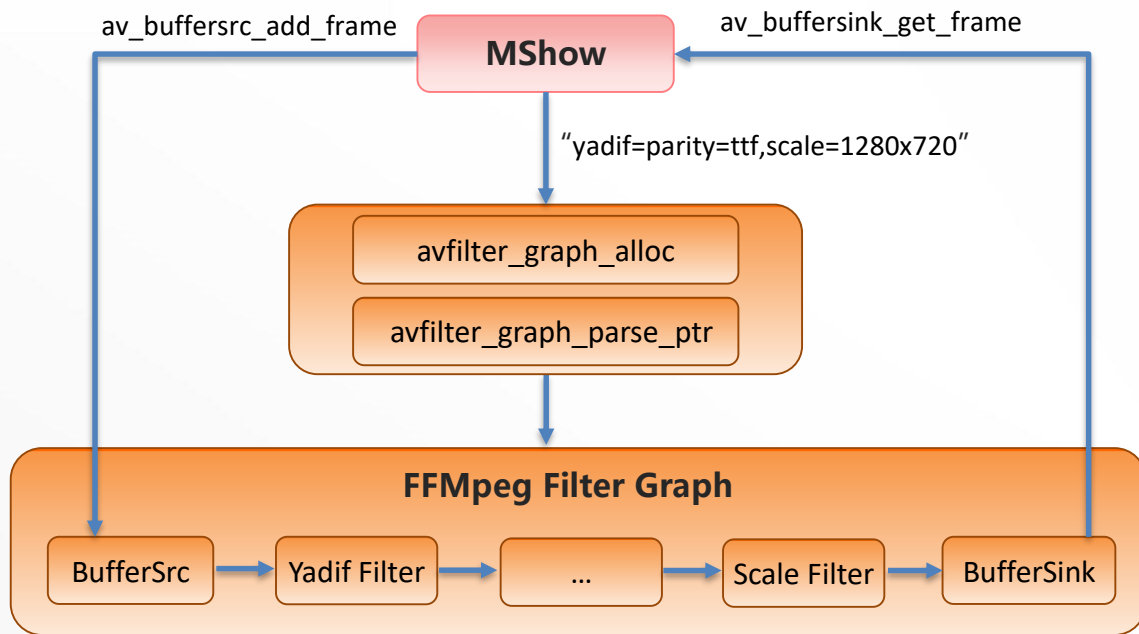 av_buffersrc_add_frame
av_buffersink_get_frame
MShow
“yadif=parity=ttf,scale=1280x720”
avfilter_graph_alloc
avfilter_graph_parse_ptr
FFMpeg Filter Graph
BufferSrc
Yadif Filter
...
Scale Filter
BufferSink